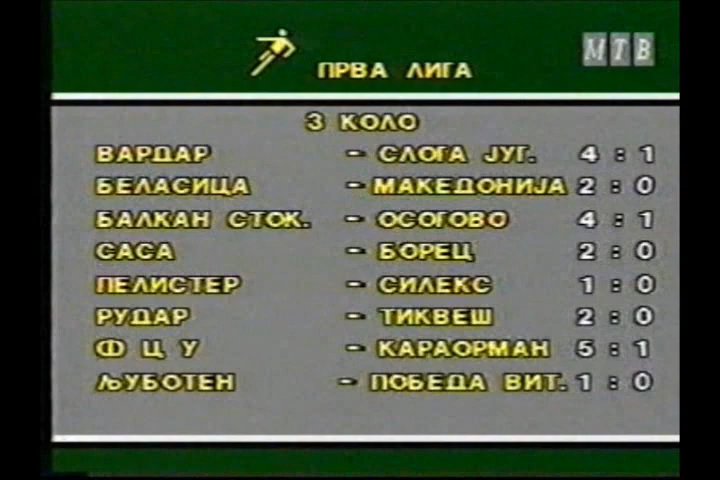 МТВ
ПРВА ЛИГА
3 КОЛО
ВАРДАР - СЛОГА ЈУГ. 4 : 1
БЕЛАСИЦА - МАКЕДОНИЈА 2 : 0
БАЛКАН СТОК. - ОСОГОВО 4 : 1
САСА - БОРЕЦ 2 : 0
ПЕЛИСТЕР - СИЛЕКС 1 : 0
РУДАР - ТИКВЕШ 2 : 0
Ф Ц У - КАРАОРМАН 5 : 1
ЉУБОТЕН - ПОБЕДА ВИТ. 1 : 0